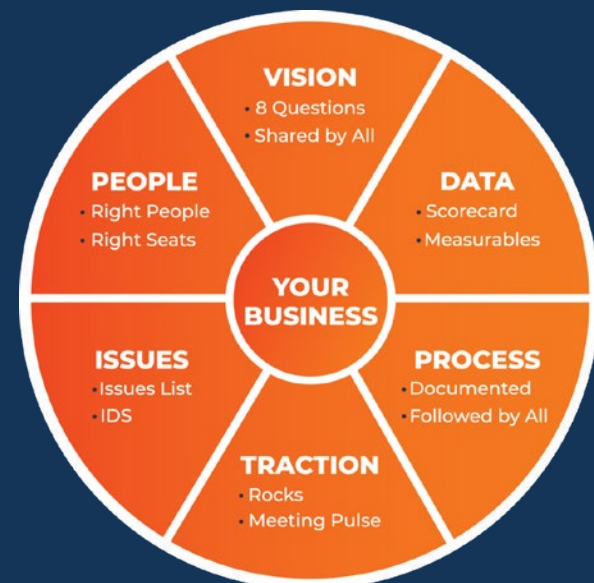 VISION
• 8 Questions
• Shared by All
PEOPLE
• Right People
• Right Seats
DATA
• Scorecard
• Measurables
YOUR
BUSINESS
ISSUES
• Issues List
• IDS
PROCESS
• Documented
• Followed by All
TRACTION
• Rocks
• Meeting Pulse